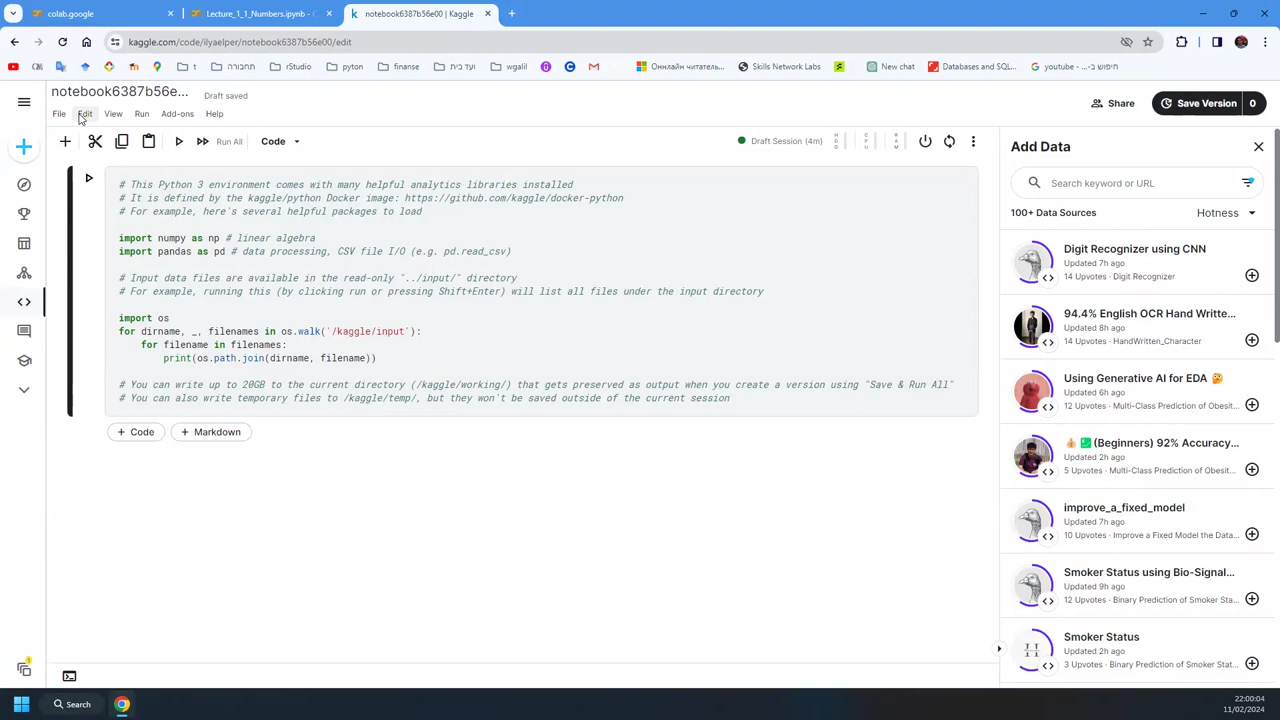 colab.google
Lecture_1_1_Numbers.ipynb - C
notebook6387b56e00 | Kaggle
kaggle.com/code/ilyaelper/notebook6387b56e00/edit
t
תחבורה
rStudio
pyton
finanse
ועד בית
wgalil
Онлайн читатель...
Skills Network Labs
New chat
Databases and SQL...
youtube - ...חיפוש ב
notebook6387b56e...
Draft saved
File
Edit
View
Run
Add-ons
Help
Share
Save Version
0
Run All
Code
Draft Session (4m)
HDD
CPU
RAM
# This Python 3 environment comes with many helpful analytics libraries installed
# It is defined by the kaggle/python Docker image: https://github.com/kaggle/docker-python
# For example, here's several helpful packages to load
import numpy as np # linear algebra
import pandas as pd # data processing, CSV file I/O (e.g. pd.read_csv)
# Input data files are available in the read-only "../input/" directory
# For example, running this (by clicking run or pressing Shift+Enter) will list all files under the input directory
import os
for dirname, _, filenames in os.walk('/kaggle/input'):
for filename in filenames:
print(os.path.join(dirname, filename))
# You can write up to 20GB to the current directory (/kaggle/working/) that gets preserved as output when you create a version using "Save & Run All"
# You can also write temporary files to /kaggle/temp/, but they won't be saved outside of the current session
+ Code
+ Markdown
Add Data
Search keyword or URL
100+ Data Sources
Hotness
Digit Recognizer using CNN
Updated 7h ago
14 Upvotes · Digit Recognizer
94.4% English OCR Hand Writte...
Updated 8h ago
14 Upvotes · HandWritten_Character
Using Generative AI for EDA 🤔
Updated 6h ago
12 Upvotes · Multi-Class Prediction of Obesit...
(Beginners) 92% Accuracy...
Updated 2h ago
5 Upvotes · Multi-Class Prediction of Obesit...
improve_a_fixed_model
Updated 7h ago
10 Upvotes · Improve a Fixed Model the Data...
Smoker Status using Bio-Signal...
Updated 9h ago
12 Upvotes · Binary Prediction of Smoker Sta...
Smoker Status
Updated 2h ago
3 Upvotes · Binary Prediction of Smoker Stat...
Search
22:00:04
11/02/2024